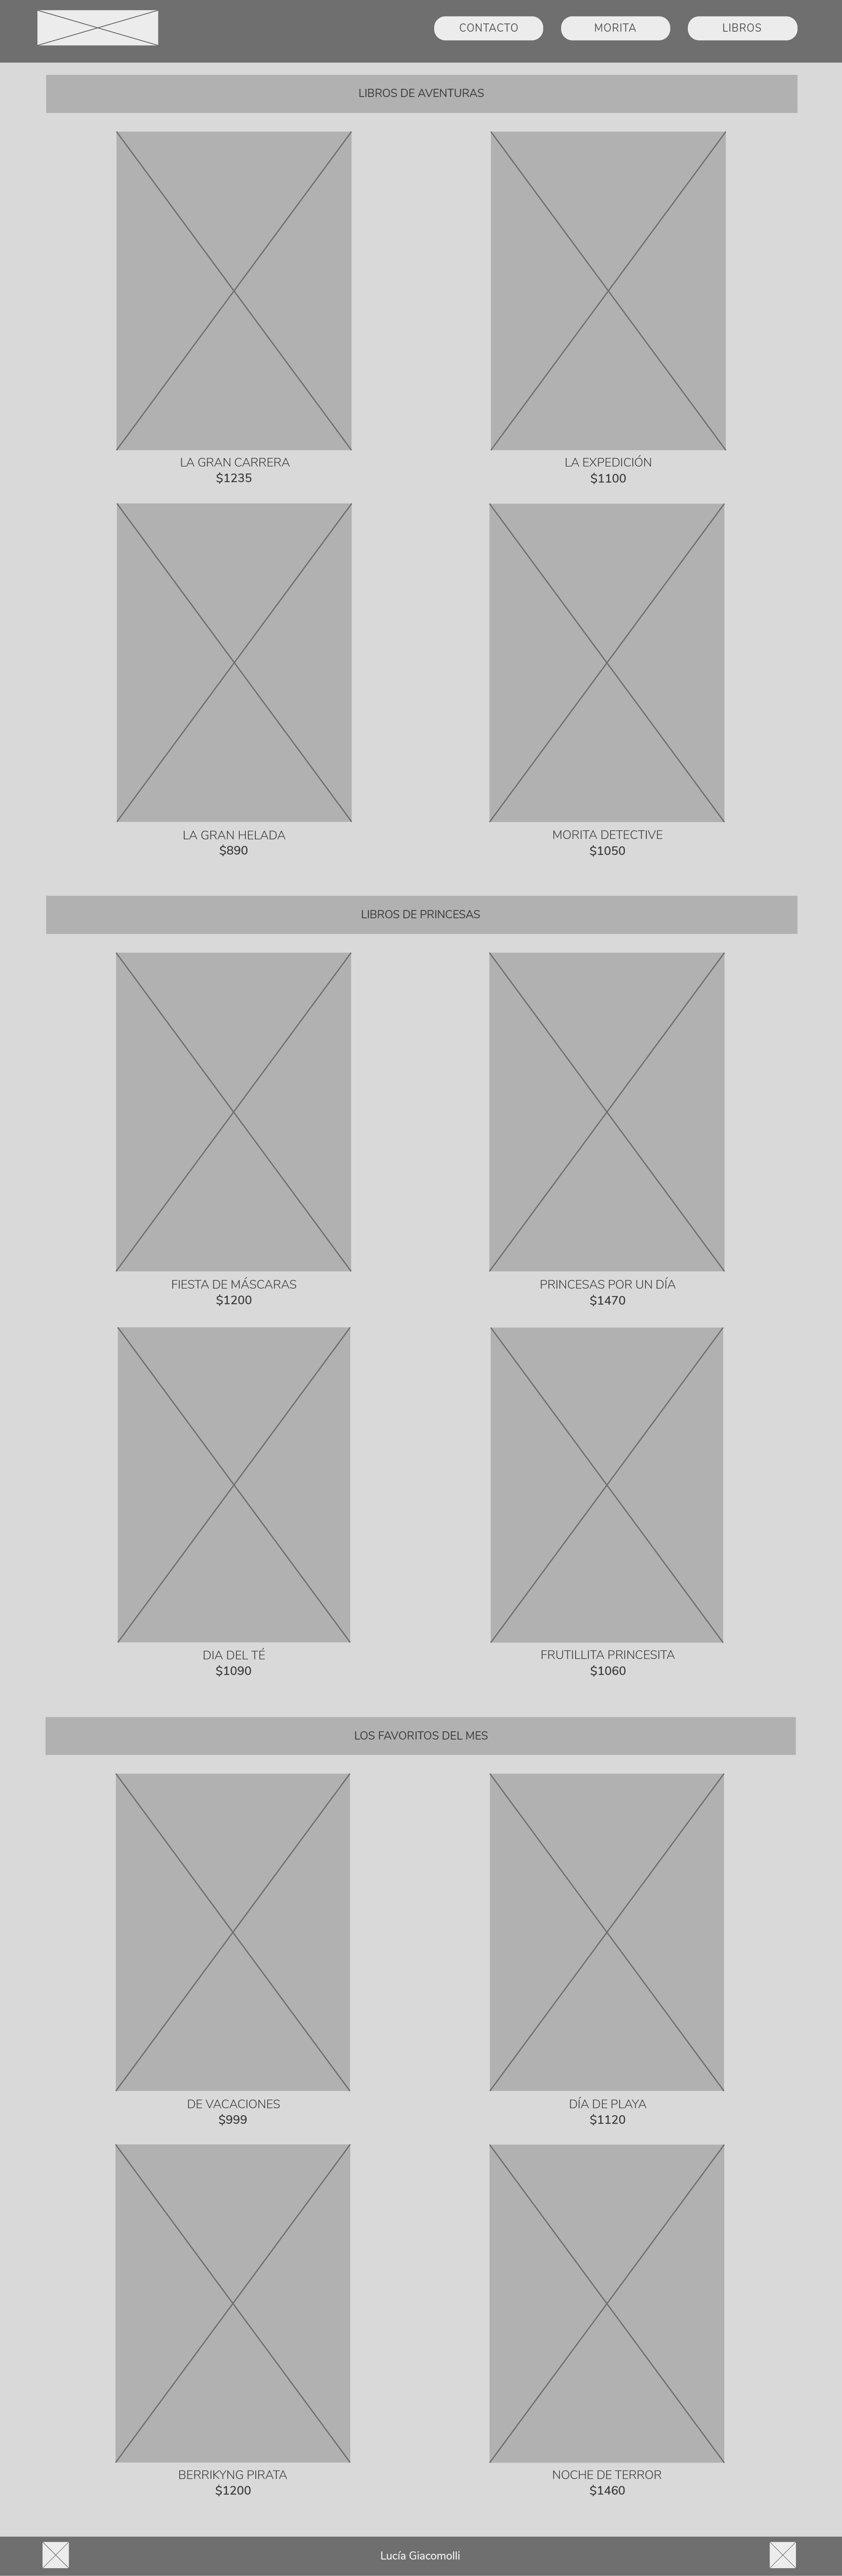 CONTACTO
MORITA
LIBROS
LIBROS DE AVENTURAS
LA GRAN CARRERA
$1235
LA EXPEDICIÓN
$1100
LA GRAN HELADA
$890
MORITA DETECTIVE
$1050
LIBROS DE PRINCESAS
FIESTA DE MÁSCARAS
$1200
PRINCESAS POR UN DÍA
$1470
DIA DEL TÉ
$1090
FRUTILLITA PRINCESITA
$1060
LOS FAVORITOS DEL MES
DE VACACIONES
$999
DÍA DE PLAYA
$1120
BERRIKYNG PIRATA
$1200
NOCHE DE TERROR
$1460
Lucía Giacomolli